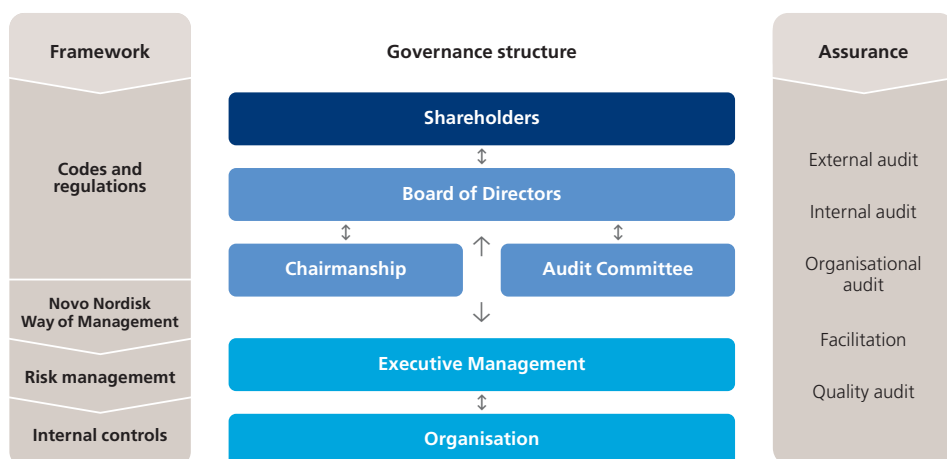 Framework
Codes and
regulations
Novo Nordisk
Way of Management
Risk managememt
Internal controls
Governance structure
Shareholders
Board of Directors
Chairmanship
Audit Committee
Executive Management
Organisation
Assurance
External audit
Internal audit
Organisational
audit
Facilitation
Quality audit